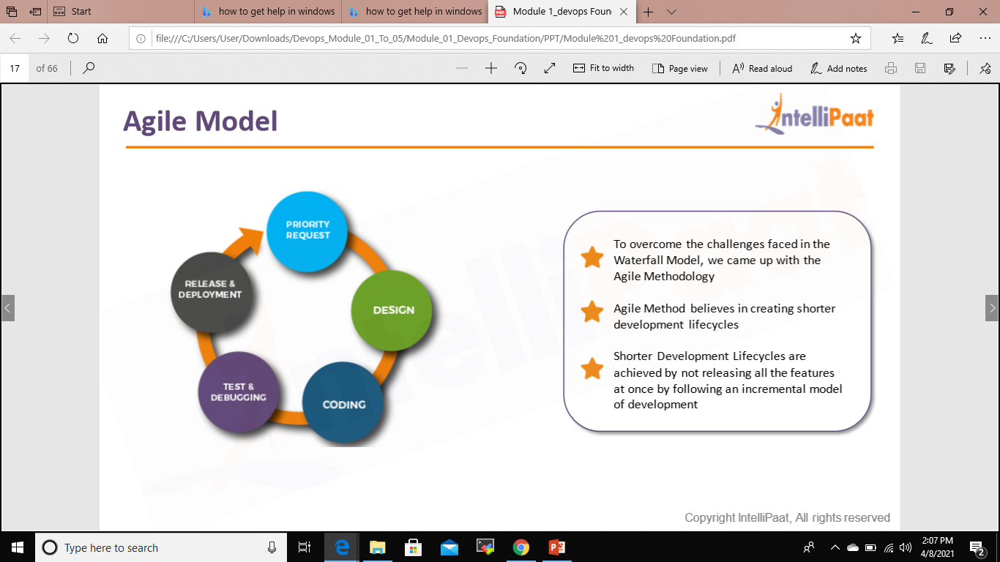 Start
how to get help in windows
how to get help in windows
Module 1_devops Foun
file:///C:/Users/User/Downloads/Devops_Module_01_To_05/Module_01_Devops_Foundation/PPT/Module%201_devops%20Foundation.pdf
17 of 66
Fit to width
Page view
Read aloud
Add notes
Agile Model
IntelliPaat
PRIORITY
REQUEST
DESIGN
CODING
TEST &
DEBUGGING
RELEASE &
DEPLOYMENT
To overcome the challenges faced in the
Waterfall Model, we came up with the
Agile Methodology
Agile Method believes in creating shorter
development lifecycles
Shorter Development Lifecycles are
achieved by not releasing all the features
at once by following an incremental model
of development
IntelliPaat
Copyright IntelliPaat, All rights reserved
Type here to search
2:07 PM
4/8/2021
2